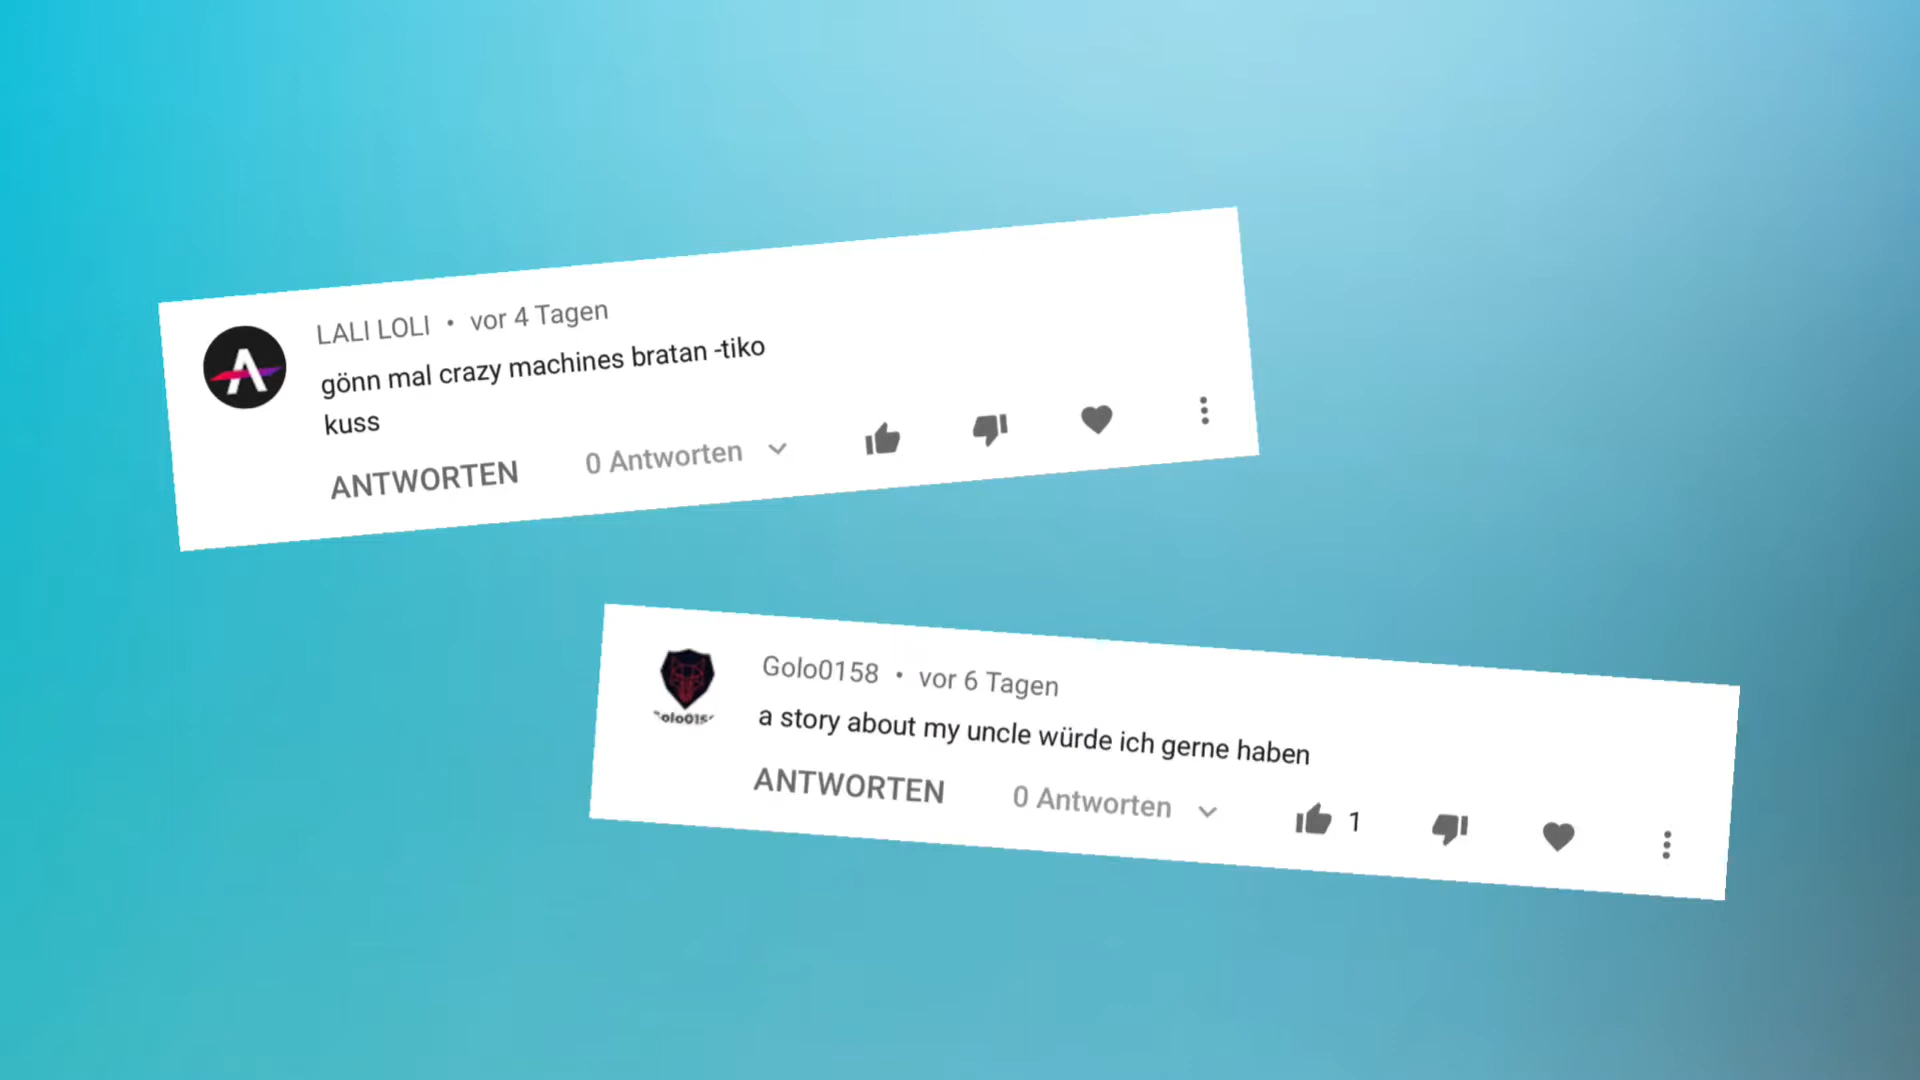 LALI LOLI • vor 4 Tagen
gönn mal crazy machines bratan -tiko
kuss
ANTWORTEN 0 Antworten
Golo0158 • vor 6 Tagen
a story about my uncle würde ich gerne haben
ANTWORTEN 0 Antworten 1